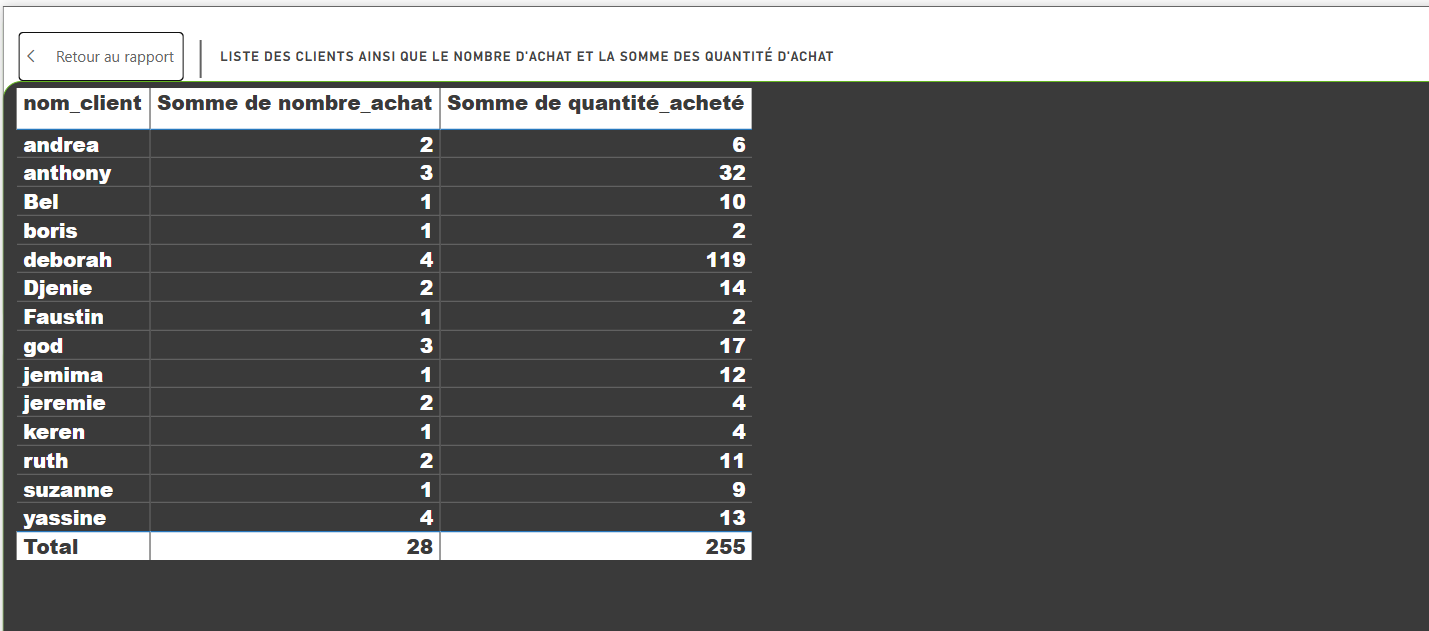 Retour au rapport LISTE DES CLIENTS AINSI QUE LE NOMBRE D'ACHAT ET LA SOMME DES QUANTITÉ D'ACHAT
nom_client Somme de nombre_achat Somme de quantité_acheté
andrea 2 6
anthony 3 32
Bel 1 10
boris 1 2
deborah 4 119
Djenie 2 14
Faustin 1 2
god 3 17
jemima 1 12
jeremie 2 4
keren 1 4
ruth 2 11
suzanne 1 9
yassine 4 13
Total 28 255